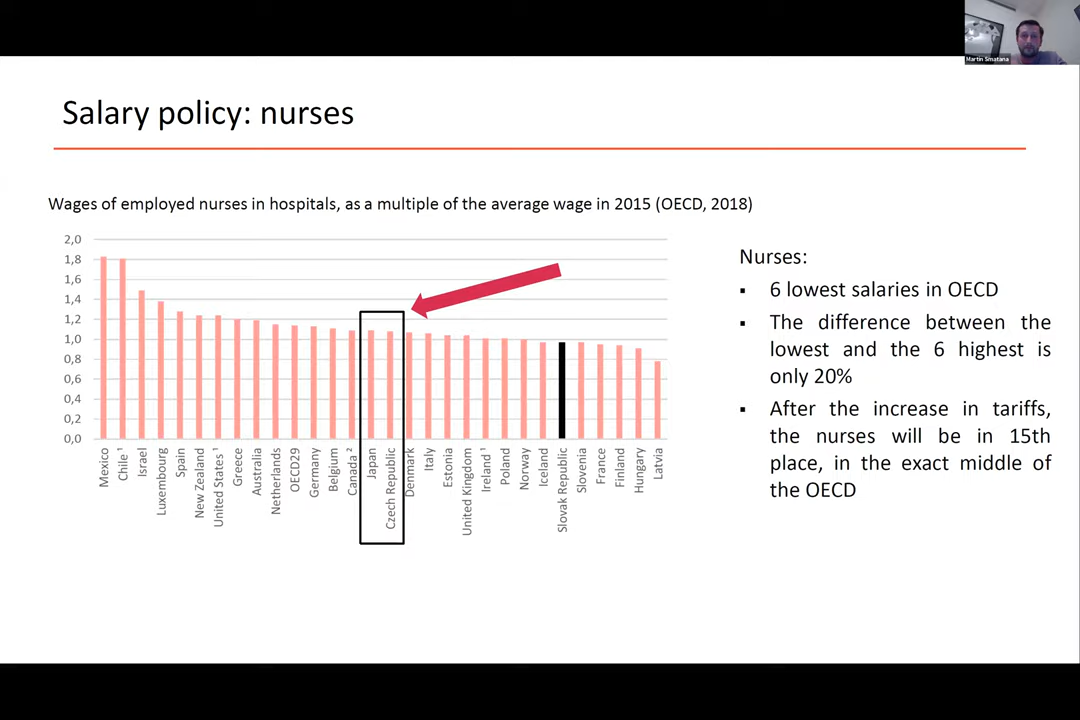 Martin Smatana
Salary policy: nurses
Wages of employed nurses in hospitals, as a multiple of the average wage in 2015 (OECD, 2018)
2,0
1,8
1,6
1,4
1,2
1,0
0,8
0,6
0,4
0,2
0,0
Mexico
Chile ¹
Israel
Luxembourg
Spain
New Zealand
United States ¹
Greece
Australia
Netherlands
OECD29
Germany
Belgium
Canada ²
Japan
Czech Republic
Denmark
Italy
Estonia
United Kingdom
Ireland ¹
Poland
Norway
Iceland
Slovak Republic
Slovenia
France
Finland
Hungary
Latvia
Nurses:
▪ 6 lowest salaries in OECD
▪ The difference between the
lowest and the 6 highest is
only 20%
▪ After the increase in tariffs,
the nurses will be in 15th
place, in the exact middle of
the OECD